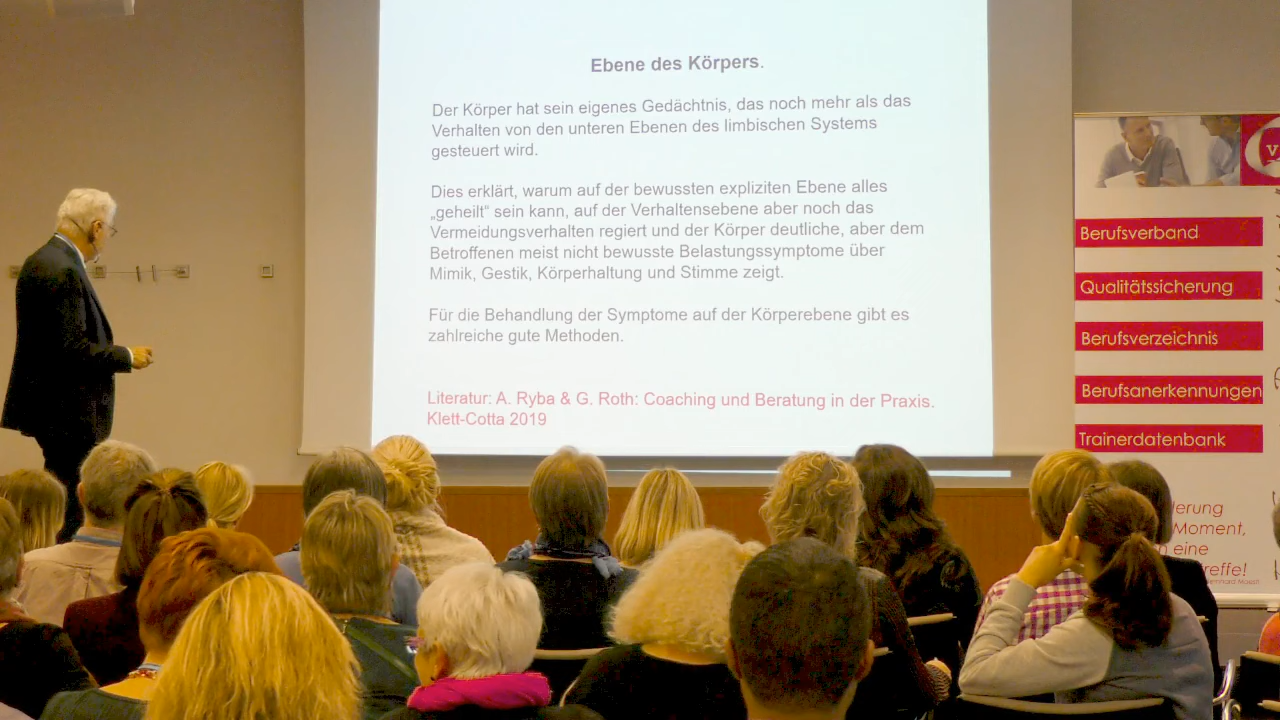 Ebene des Körpers.
Der Körper hat sein eigenes Gedächtnis, das noch mehr als das
Verhalten von den unteren Ebenen des limbischen Systems
gesteuert wird.
Dies erklärt, warum auf der bewussten expliziten Ebene alles
„geheilt“ sein kann, auf der Verhaltensebene aber noch das
Vermeidungsverhalten regiert und der Körper deutliche, aber dem
Betroffenen meist nicht bewusste Belastungssymptome über
Mimik, Gestik, Körperhaltung und Stimme zeigt.
Für die Behandlung der Symptome auf der Körperebene gibt es
zahlreiche gute Methoden.
Literatur: A. Ryba & G. Roth: Coaching und Beratung in der Praxis.
Klett-Cotta 2019
Berufsverband
Qualitätssicherung
Berufsverzeichnis
Berufsanerkennungen
Trainerdatenbank
Moment,
eine